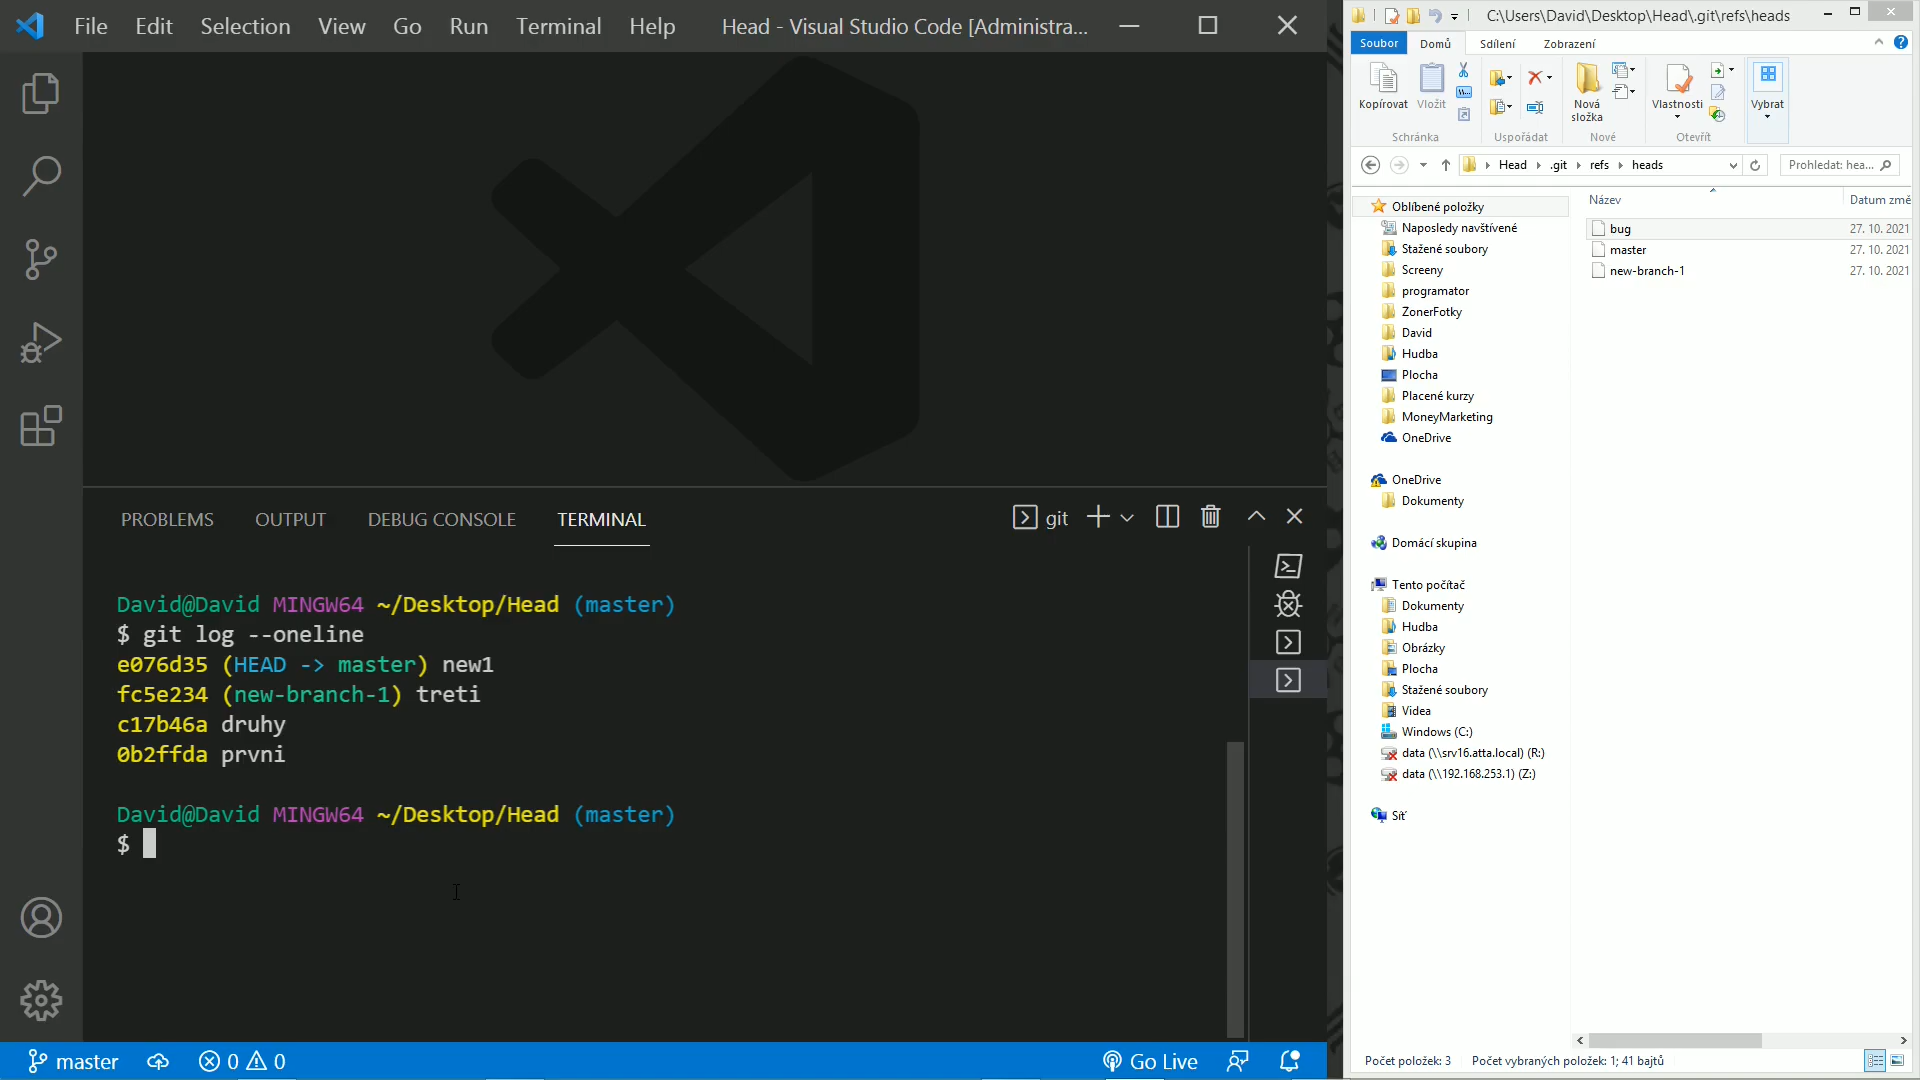 File Edit Selection View Go Run Terminal Help Head - Visual Studio Code [Administra...
PROBLEMS OUTPUT DEBUG CONSOLE TERMINAL git
David@David MINGW64 ~/Desktop/Head (master)
$ git log --oneline
e076d35 (HEAD -> master) new1
fc5e234 (new-branch-1) treti
c17b46a druhy
0b2ffda prvni
David@David MINGW64 ~/Desktop/Head (master)
$
master 0 0 Go Live
C:\Users\David\Desktop\Head\.git\refs\heads
Soubor Domů Sdílení Zobrazení
Kopírovat Vložit Nová složka Vlastnosti Vybrat
Schránka Uspořádat Nové Otevřít
Head .git refs heads Prohledat: hea...
Název Datum změ
bug 27. 10. 2021
master 27. 10. 2021
new-branch-1 27. 10. 2021
Oblíbené položky
Naposledy navštívené
Stažené soubory
Screeny
programator
ZonerFotky
David
Hudba
Plocha
Placené kurzy
MoneyMarketing
OneDrive
OneDrive
Dokumenty
Domácí skupina
Tento počítač
Dokumenty
Hudba
Obrázky
Plocha
Stažené soubory
Videa
Windows (C:)
data (\\srv16.atta.local) (R:)
data (\\192.168.253.1) (Z:)
Síť
Počet položek: 3 Počet vybraných položek: 1; 41 bajtů